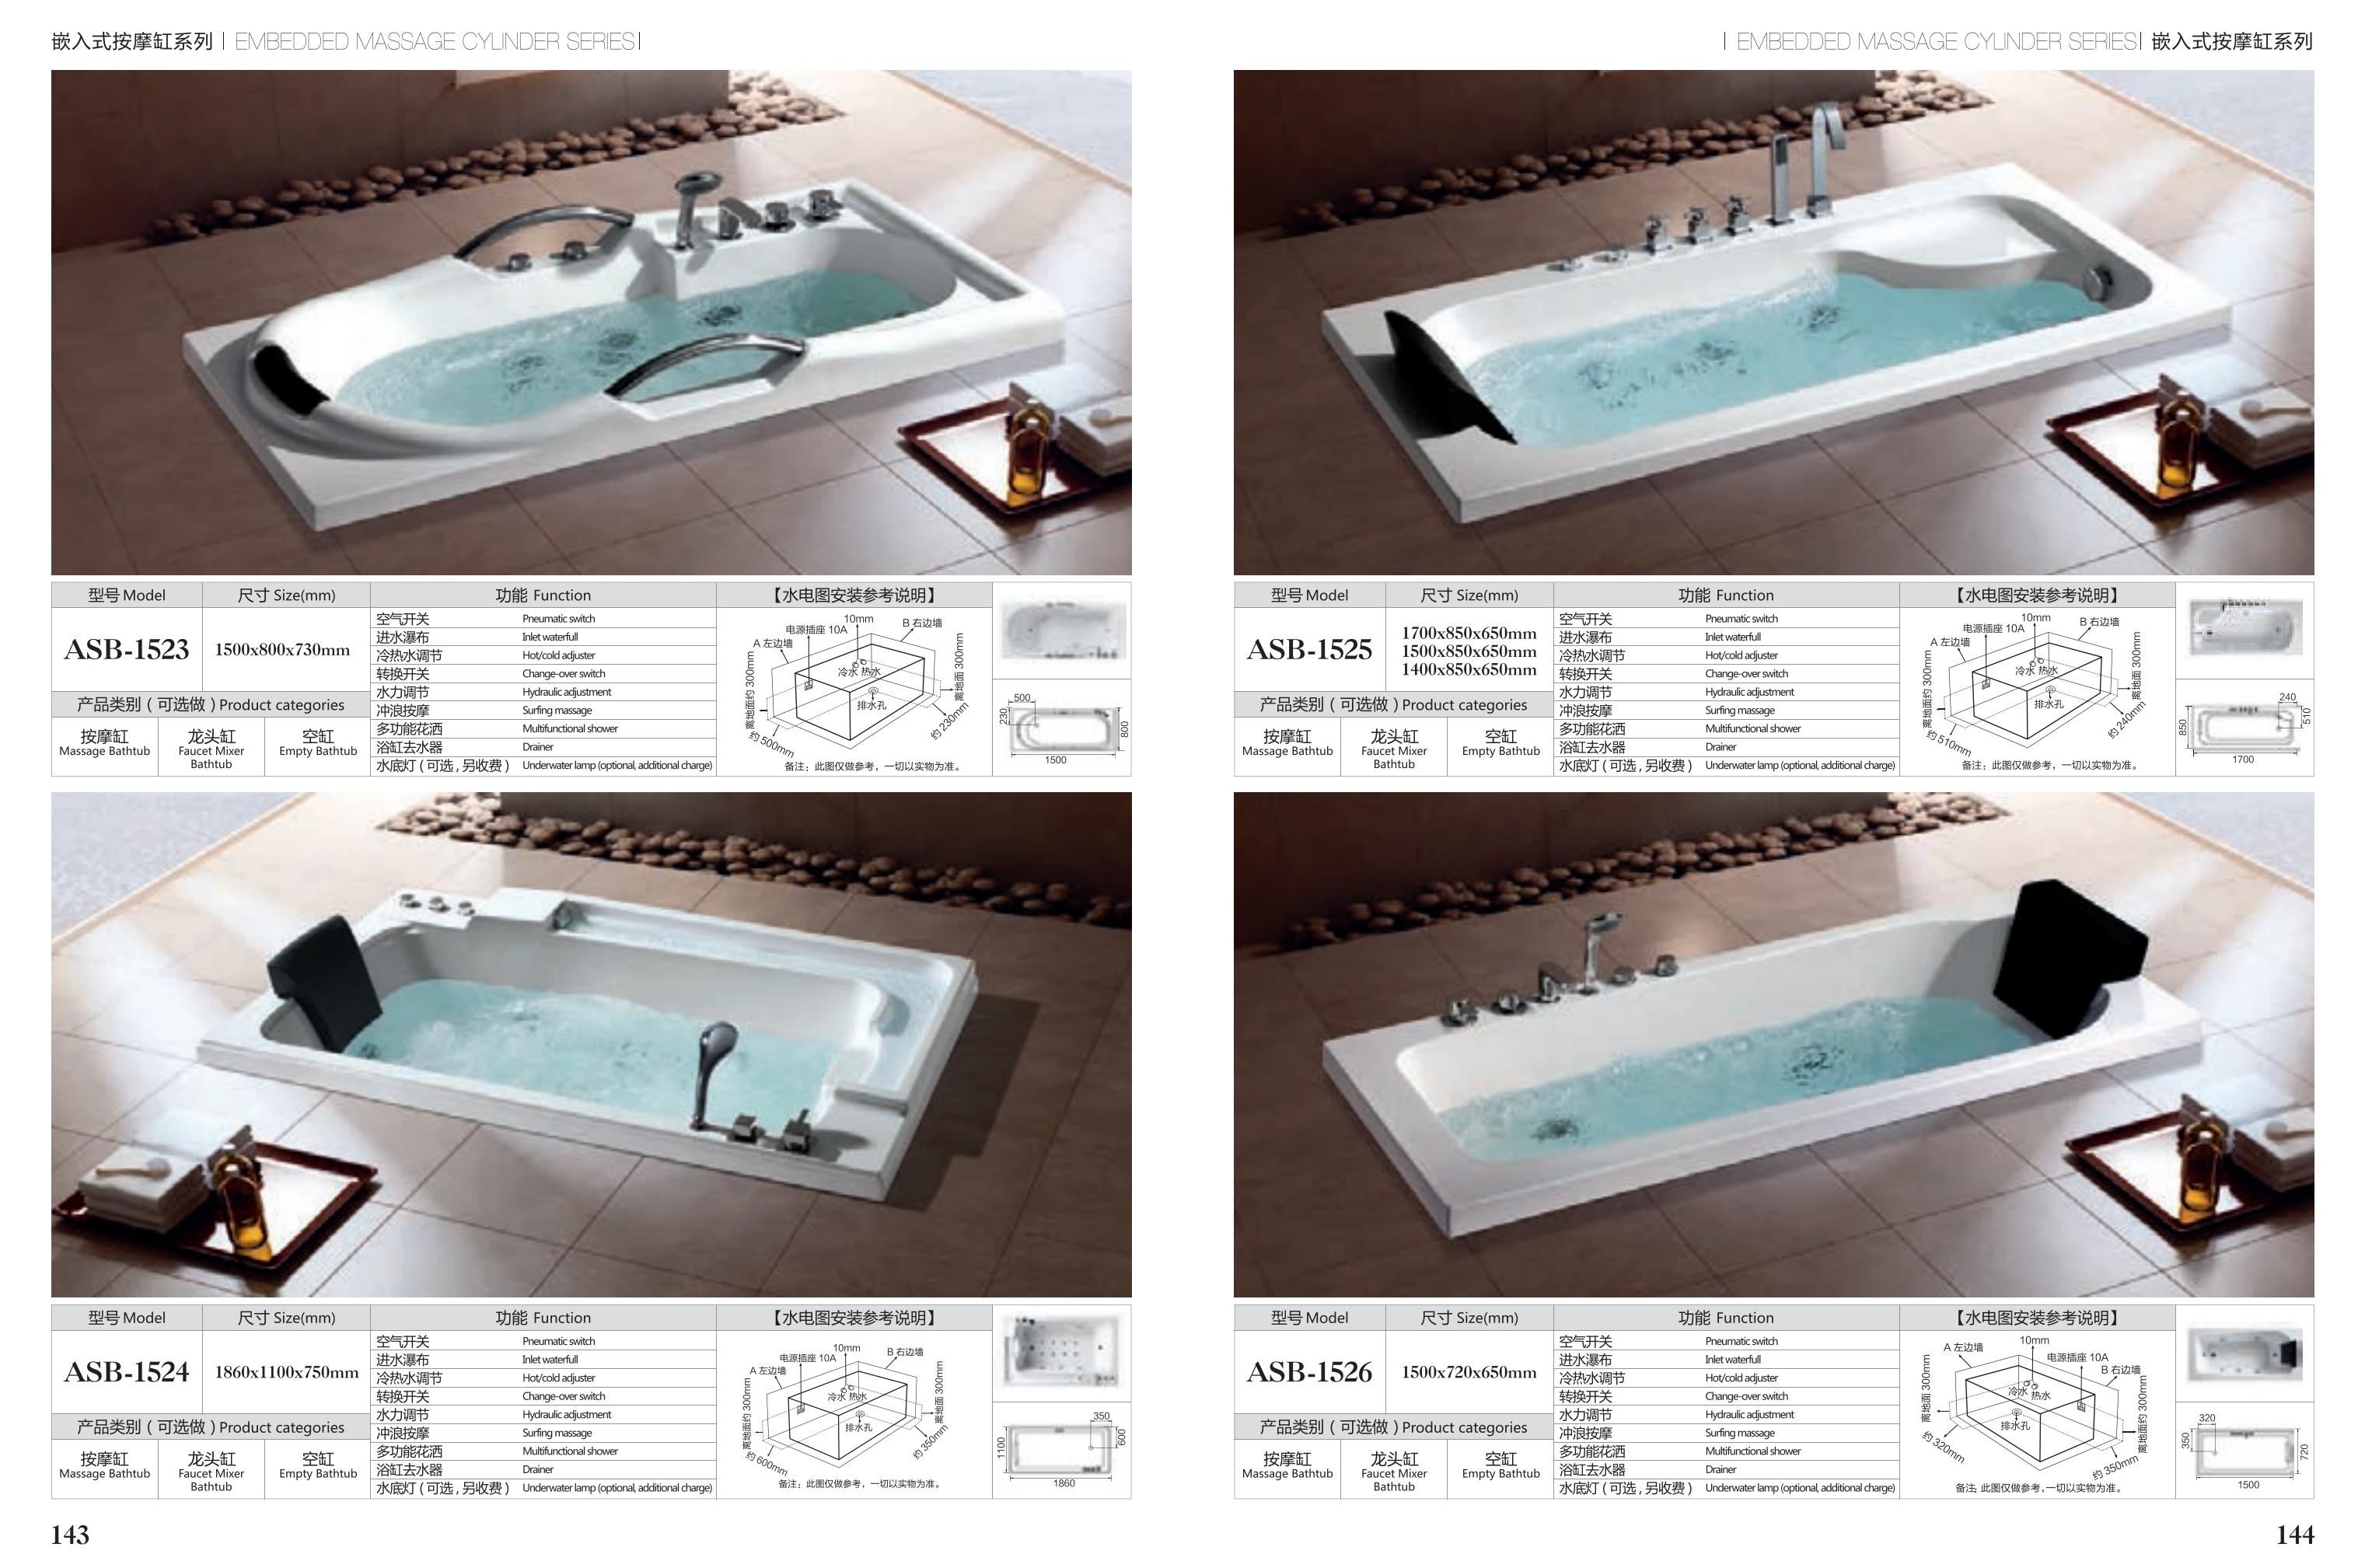 嵌入式按摩缸系列 | EMBEDDED MASSAGE CYLINDER SERIES|
型号 Model
尺寸 Size(mm)
功能 Function
【水电图安装参考说明】
ASB-1523
1500x800x730mm
产品类别 ( 可选做 ) Product categories
按摩缸
Massage Bathtub
龙头缸
Faucet Mixer
Bathtub
空缸
Empty Bathtub
空气开关 Pneumatic switch
进水瀑布 Inlet waterfull
冷热水调节 Hot/cold adjuster
转换开关 Change-over switch
水力调节 Hydraulic adjustment
冲浪按摩 Surfing massage
多功能花洒 Multifunctional shower
浴缸去水器 Drainer
水底灯 ( 可选 , 另收费 ) Underwater lamp (optional, additional charge)
10mm
电源插座 10A
B 右边墙
A 左边墙
离地面约 300mm
离地面 300mm
冷水 热水
排水孔
约 500mm
约 230mm
备注：此图仅做参考，一切以实物为准。
500
230
800
1500
型号 Model
尺寸 Size(mm)
功能 Function
【水电图安装参考说明】
ASB-1524
1860x1100x750mm
产品类别 ( 可选做 ) Product categories
按摩缸
Massage Bathtub
龙头缸
Faucet Mixer
Bathtub
空缸
Empty Bathtub
空气开关 Pneumatic switch
进水瀑布 Inlet waterfull
冷热水调节 Hot/cold adjuster
转换开关 Change-over switch
水力调节 Hydraulic adjustment
冲浪按摩 Surfing massage
多功能花洒 Multifunctional shower
浴缸去水器 Drainer
水底灯 ( 可选 , 另收费 ) Underwater lamp (optional, additional charge)
10mm
电源插座 10A
B 右边墙
A 左边墙
离地面约 300mm
离地面 300mm
冷水 热水
排水孔
约 600mm
约 350mm
备注：此图仅做参考，一切以实物为准。
350
600
1100
1860
143
| EMBEDDED MASSAGE CYLINDER SERIES| 嵌入式按摩缸系列
型号 Model
尺寸 Size(mm)
功能 Function
【水电图安装参考说明】
ASB-1525
1700x850x650mm
1500x850x650mm
1400x850x650mm
产品类别 ( 可选做 ) Product categories
按摩缸
Massage Bathtub
龙头缸
Faucet Mixer
Bathtub
空缸
Empty Bathtub
空气开关 Pneumatic switch
进水瀑布 Inlet waterfull
冷热水调节 Hot/cold adjuster
转换开关 Change-over switch
水力调节 Hydraulic adjustment
冲浪按摩 Surfing massage
多功能花洒 Multifunctional shower
浴缸去水器 Drainer
水底灯 ( 可选 , 另收费 ) Underwater lamp (optional, additional charge)
10mm
电源插座 10A
B 右边墙
A 左边墙
离地面约 300mm
离地面 300mm
冷水 热水
排水孔
约 510mm
约 240mm
备注：此图仅做参考，一切以实物为准。
240
510
850
1700
型号 Model
尺寸 Size(mm)
功能 Function
【水电图安装参考说明】
ASB-1526
1500x720x650mm
产品类别 ( 可选做 ) Product categories
按摩缸
Massage Bathtub
龙头缸
Faucet Mixer
Bathtub
空缸
Empty Bathtub
空气开关 Pneumatic switch
进水瀑布 Inlet waterfull
冷热水调节 Hot/cold adjuster
转换开关 Change-over switch
水力调节 Hydraulic adjustment
冲浪按摩 Surfing massage
多功能花洒 Multifunctional shower
浴缸去水器 Drainer
水底灯 ( 可选 , 另收费 ) Underwater lamp (optional, additional charge)
10mm
A 左边墙
电源插座 10A
B 右边墙
离地面 300mm
离地面约 300mm
冷水 热水
排水孔
约 320mm
约 350mm
备注：此图仅做参考，一切以实物为准。
320
350
720
1500
144